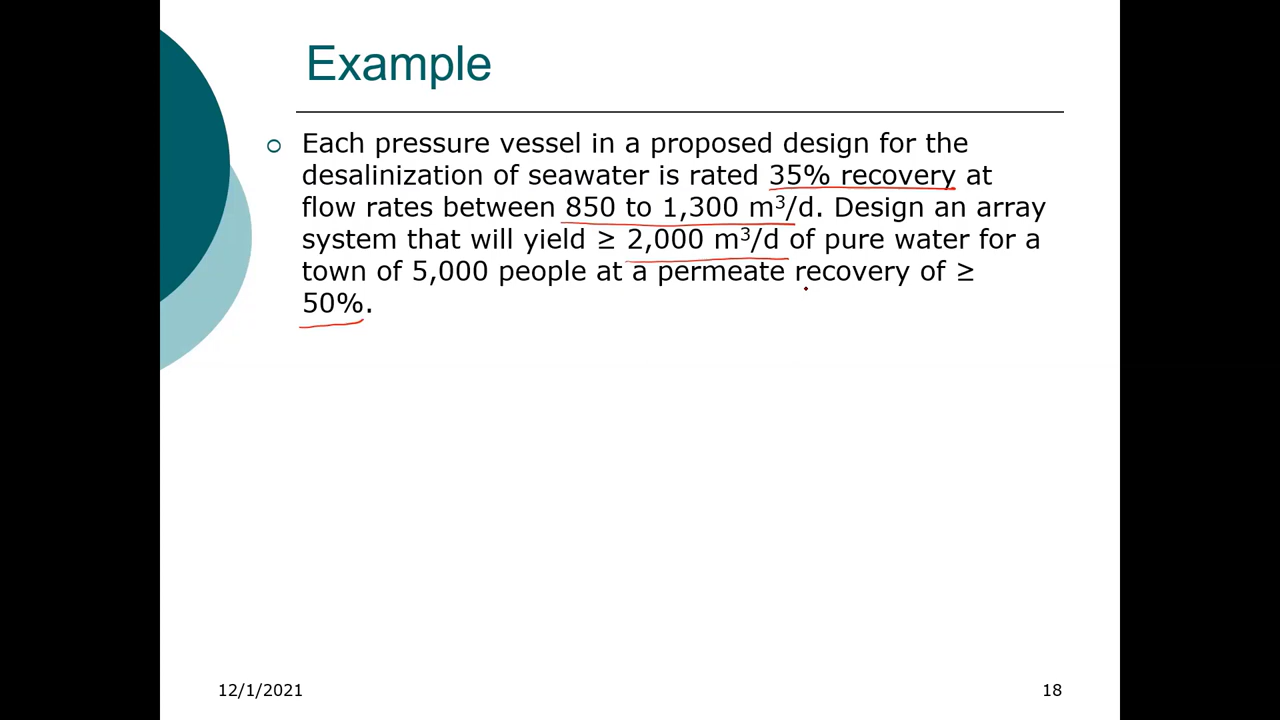 Example
Each pressure vessel in a proposed design for the
desalinization of seawater is rated 35% recovery at
flow rates between 850 to 1,300 m³/d. Design an array
system that will yield ≥ 2,000 m³/d of pure water for a
town of 5,000 people at a permeate recovery of ≥
50%.
12/1/2021
18